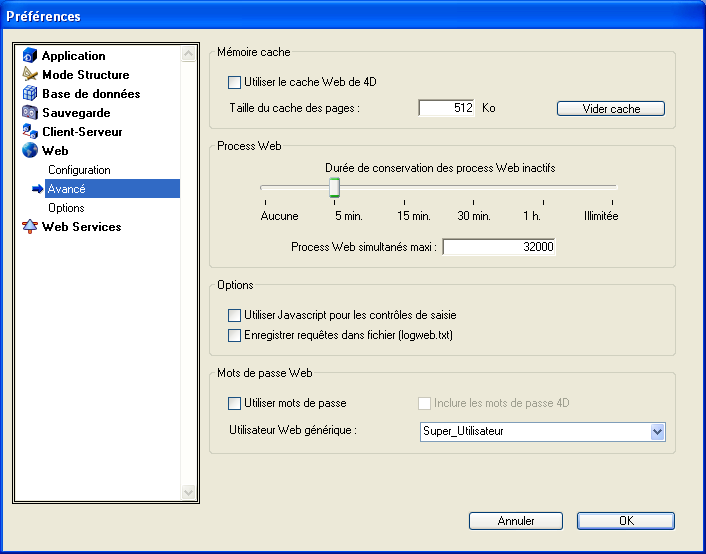 Préférences
Application
Mode Structure
Base de données
Sauvegarde
Client-Serveur
Web
Configuration
Avancé
Options
Web Services
Mémoire cache
Utiliser le cache Web de 4D
Taille du cache des pages : 512 Ko Vider cache
Process Web
Durée de conservation des process Web inactifs
Aucune 5 min. 15 min. 30 min. 1 h. Illimitée
Process Web simultanés maxi : 32000
Options
Utiliser Javascript pour les contrôles de saisie
Enregistrer requêtes dans fichier (logweb.txt)
Mots de passe Web
Utiliser mots de passe Inclure les mots de passe 4D
Utilisateur Web générique : Super_Utilisateur
Annuler OK